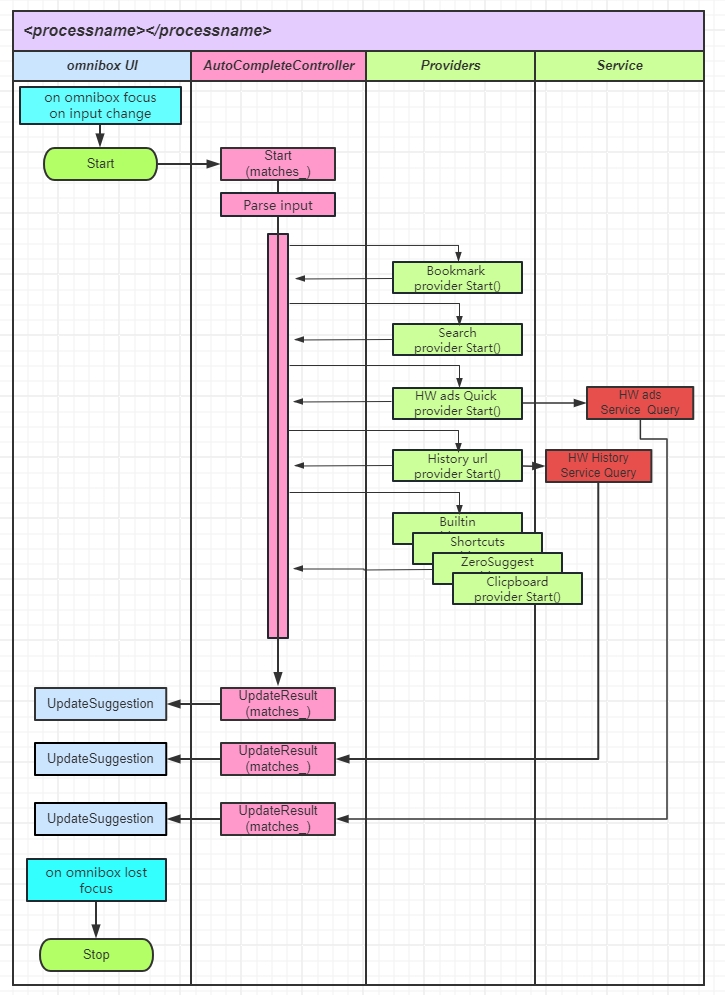 <processname></processname>
omnibox UI
AutoCompleteController
Providers
Service
on omnibox focus
on input change
Start
Start
(matches_)
Parse input
Bookmark
provider Start()
Search
provider Start()
HW ads Quick
provider Start()
HW ads
Service Query
History url
provider Start()
HW History
Service Query
Builtin
Shortcuts
ZeroSuggest
Clicpboard
provider Start()
UpdateSuggestion
UpdateResult
(matches_)
UpdateSuggestion
UpdateResult
(matches_)
UpdateSuggestion
UpdateResult
(matches_)
on omnibox lost
focus
Stop